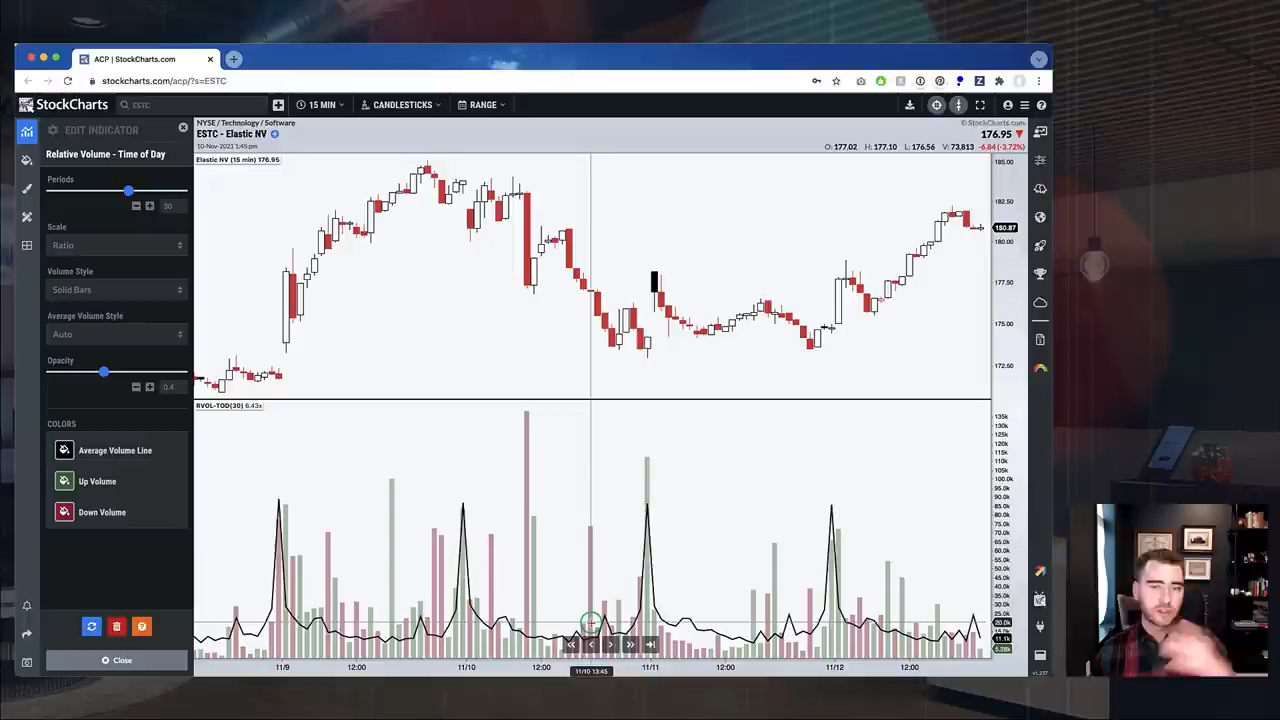 ACP | StockCharts.com
stockcharts.com/acp/?s=ESTC
StockCharts
ESTC
15 MIN
CANDLESTICKS
RANGE
EDIT INDICATOR
Relative Volume - Time of Day
Periods
30
Scale
Ratio
Volume Style
Solid Bars
Average Volume Style
Auto
Opacity
0.4
COLORS
Average Volume Line
Up Volume
Down Volume
Close
NYSE / Technology / Software
© StockCharts.com
ESTC - Elastic NV
176.95
10-Nov-2021 1:45pm
O: 177.02 H: 177.10 L: 176.56 V: 73,813 -6.84 (-3.72%)
Elastic NV (15 min) 176.95
185.00
182.50
180.87
180.00
177.50
175.00
172.50
RVOL-TOD(30) 6.43x
135k
130k
125k
120k
115k
110k
105k
100.0k
95.0k
90.0k
85.0k
80.0k
75.0k
70.0k
65.0k
60.0k
55.0k
50.0k
45.0k
40.0k
35.0k
30.0k
25.0k
20.0k
11.1k
5.28k
11/9
12:00
11/10
12:00
11/11
12:00
11/12
12:00
11/10 13:45
v1.237